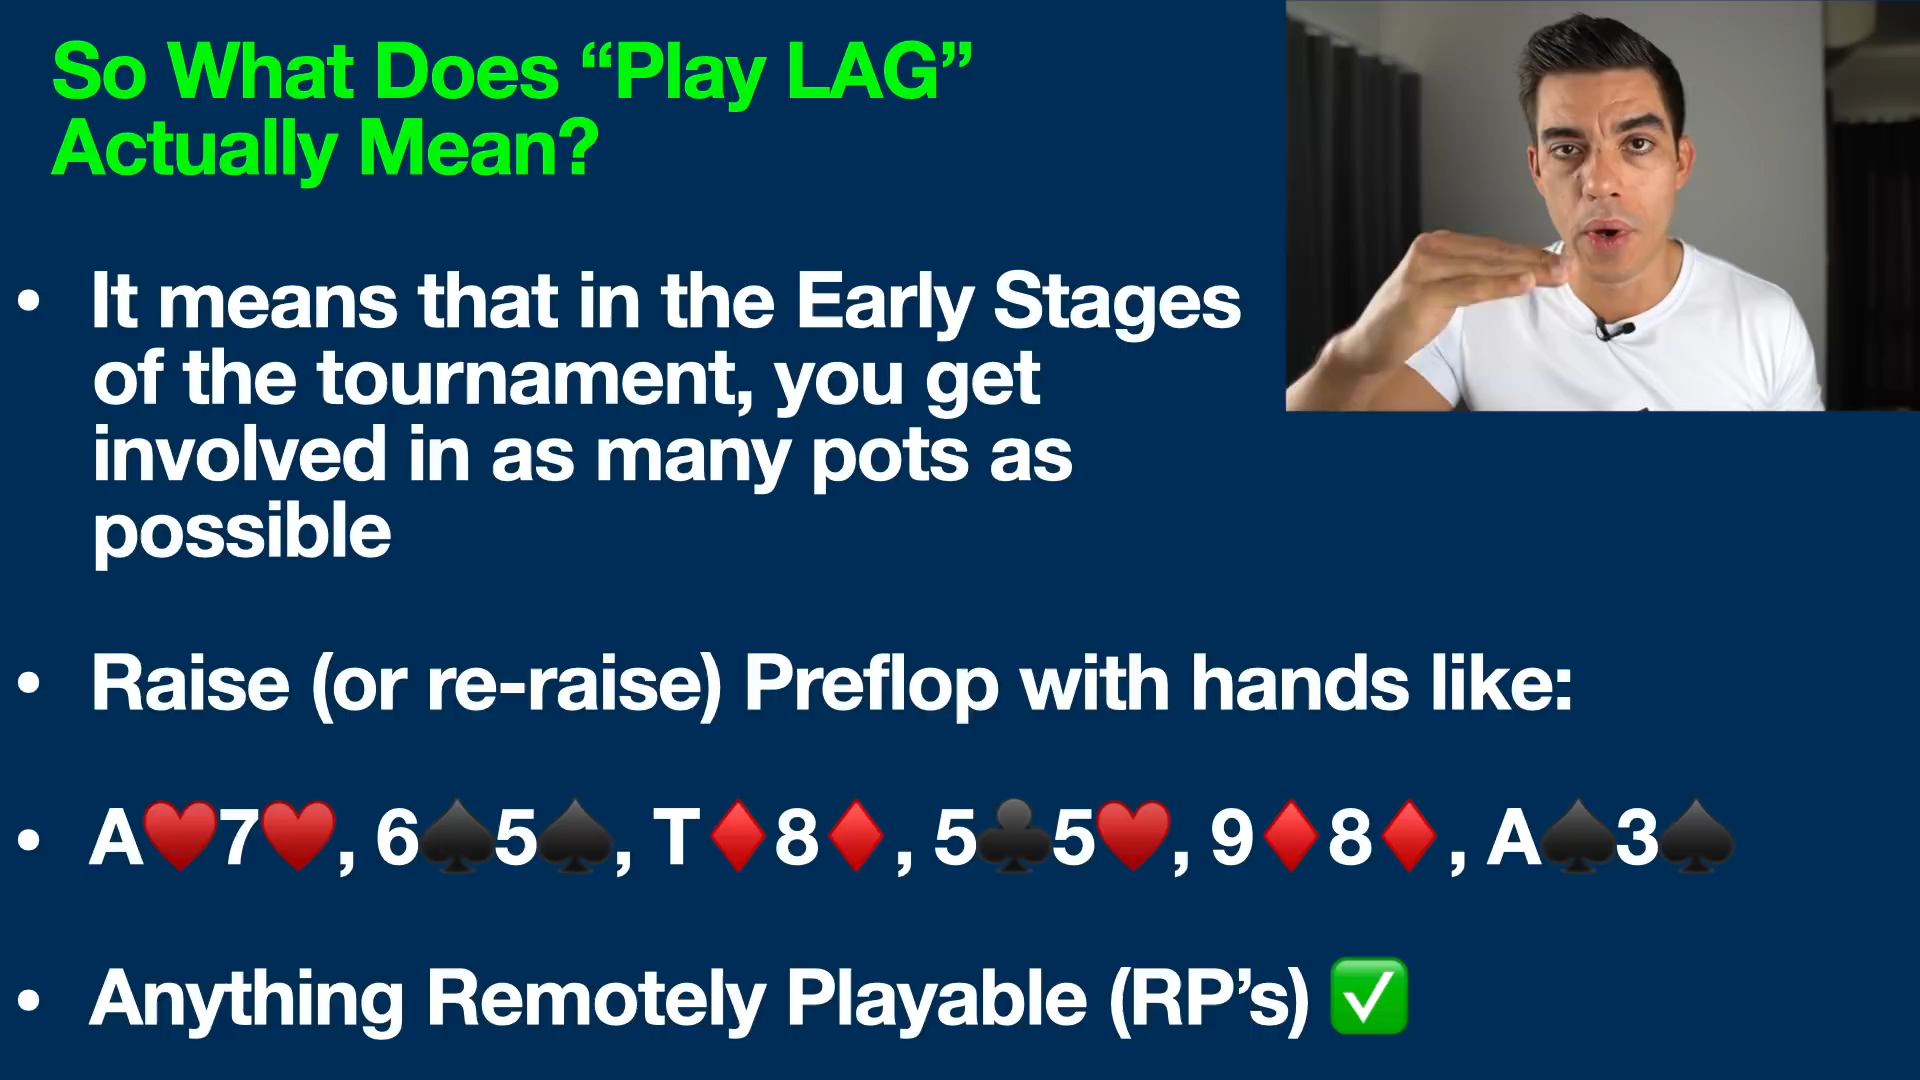 So What Does “Play LAG”
Actually Mean?
• It means that in the Early Stages
of the tournament, you get
involved in as many pots as
possible
• Raise (or re-raise) Preflop with hands like:
• A♥7♥, 6♠5♠, T♦8♦, 5♣5♥, 9♦8♦, A♠3♠
• Anything Remotely Playable (RP’s) ✅